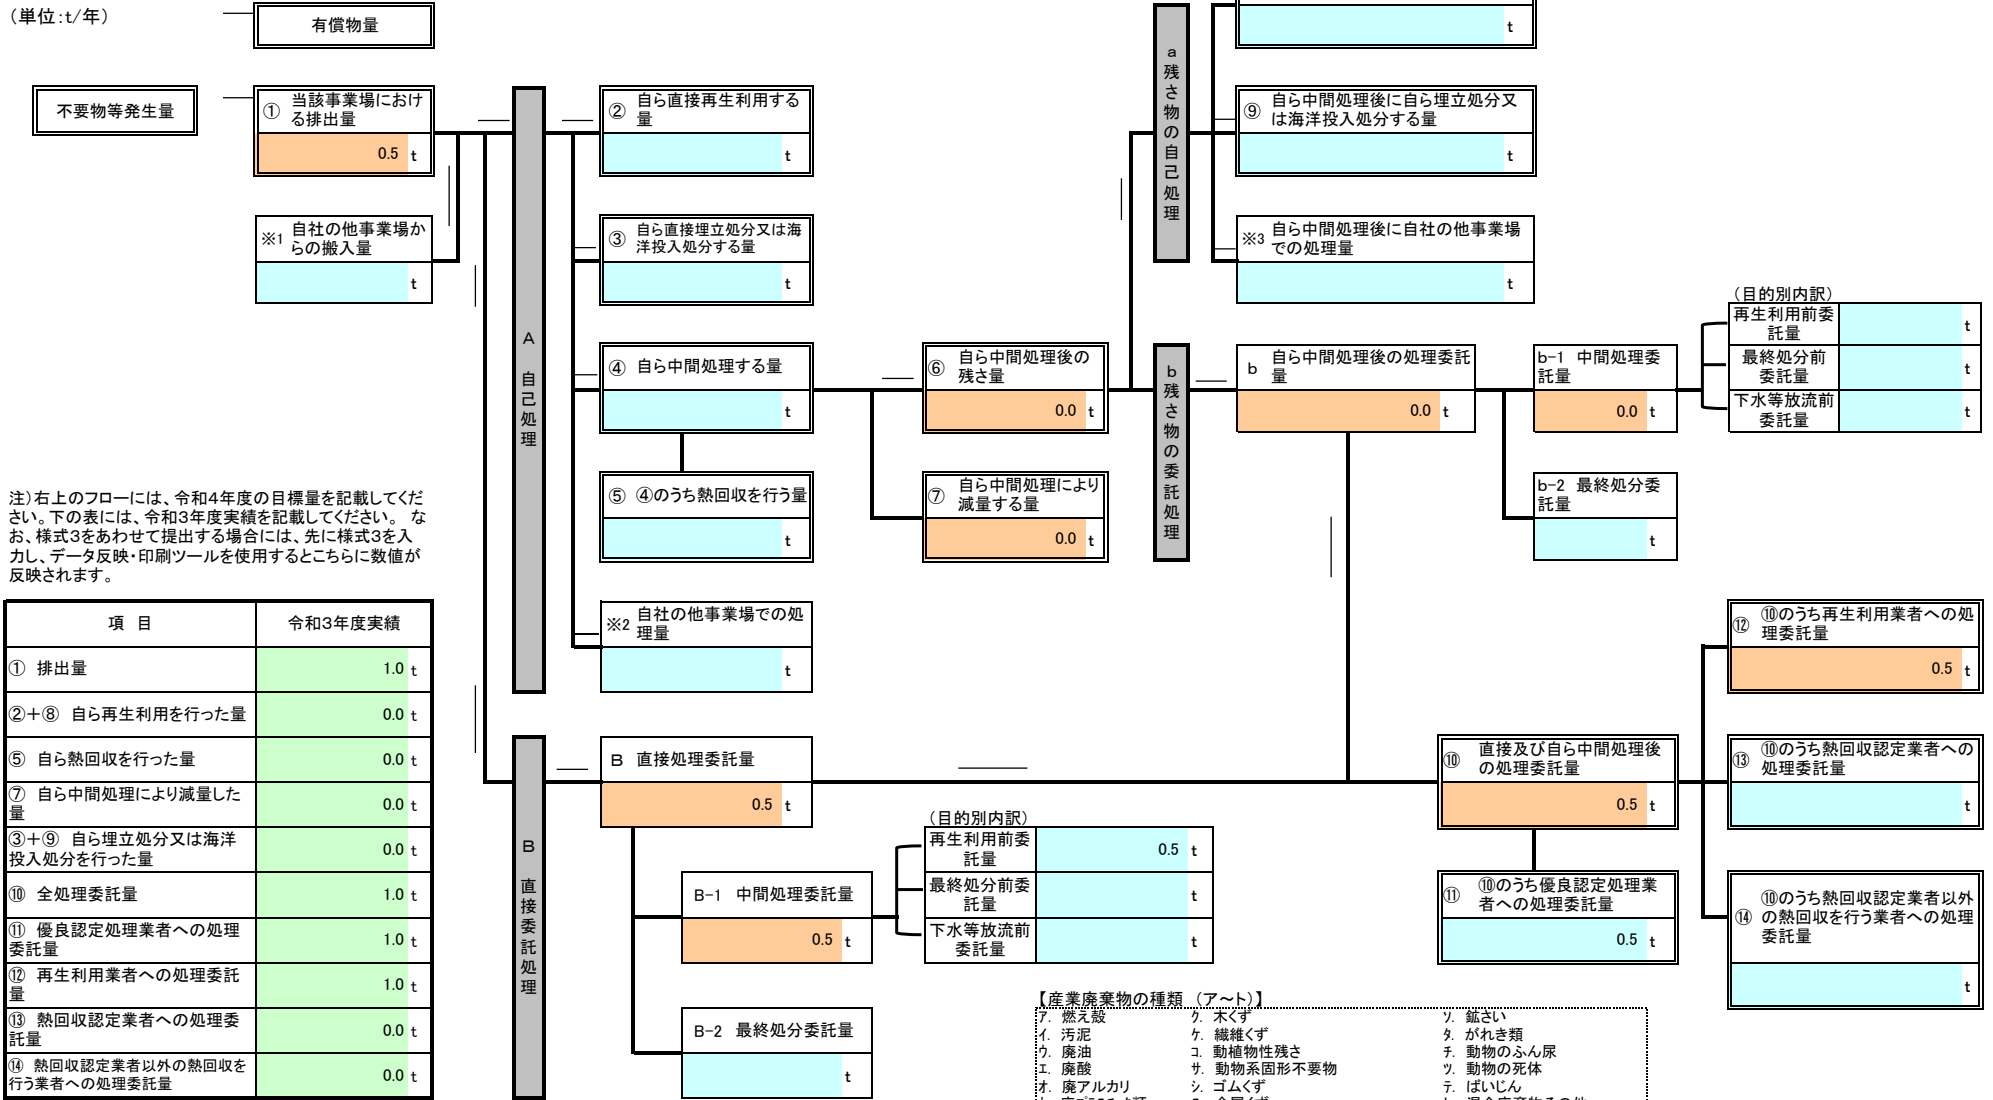 (単位:t/年)
有償物量
t
不要物等発生量
① 当該事業場におけ
る排出量
0.5 t
※1 自社の他事業場か
らの搬入量
t
A 自己処理
② 自ら直接再生利用する
量
t
③ 自ら直接埋立処分又は海
洋投入処分する量
t
④ 自ら中間処理する量
t
⑤ ④のうち熱回収を行う量
t
※2 自社の他事業場での処
理量
t
⑥ 自ら中間処理後の
残さ量
0.0 t
⑦ 自ら中間処理により
減量する量
0.0 t
a 残さ物の自己処理
⑨ 自ら中間処理後に自ら埋立処分又
は海洋投入処分する量
t
※3 自ら中間処理後に自社の他事業場
での処理量
t
b 残さ物の委託処理
b 自ら中間処理後の処理委託
量
0.0 t
b-1 中間処理委
託量
0.0 t
b-2 最終処分委
託量
t
(目的別内訳)
再生利用前委
託量
t
最終処分前
委託量
t
下水等放流前
委託量
t
注)右上のフローには、令和4年度の目標量を記載してくだ
さい。下の表には、令和3年度実績を記載してください。 な
お、様式3をあわせて提出する場合には、先に様式3を入
力し、データ反映・印刷ツールを使用するとこちらに数値が
反映されます。
項 目 令和3年度実績
① 排出量 1.0 t
②+⑧ 自ら再生利用を行った量 0.0 t
⑤ 自ら熱回収を行った量 0.0 t
⑦ 自ら中間処理により減量した
量
0.0 t
③+⑨ 自ら埋立処分又は海洋
投入処分を行った量
0.0 t
⑩ 全処理委託量 1.0 t
⑪ 優良認定処理業者への処理
委託量
1.0 t
⑫ 再生利用業者への処理委託
量
1.0 t
⑬ 熱回収認定業者への処理委
託量
0.0 t
⑭ 熱回収認定業者以外の熱回収を
行う業者への処理委託量
0.0 t
B 直接委託処理
B 直接処理委託量
0.5 t
B-1 中間処理委託量
0.5 t
B-2 最終処分委託量
t
(目的別内訳)
再生利用前委
託量
0.5 t
最終処分前委
託量
t
下水等放流前
委託量
t
⑩ 直接及び自ら中間処理後
の処理委託量
0.5 t
⑪ ⑩のうち優良認定処理業
者への処理委託量
0.5 t
⑫ ⑩のうち再生利用業者への処
理委託量
0.5 t
⑬ ⑩のうち熱回収認定業者への
処理委託量
t
⑭ ⑩のうち熱回収認定業者以外
の熱回収を行う業者への処理
委託量
t
【産業廃棄物の種類 (ア~ト)】
ア. 燃え殻 ク. 木くず ソ. 鉱さい
イ. 汚泥 ケ. 繊維くず タ. がれき類
ウ. 廃油 コ. 動植物性残さ チ. 動物のふん尿
エ. 廃酸 サ. 動物系固形不要物 ツ. 動物の死体
オ. 廃アルカリ シ. ゴムくず テ. ばいじん